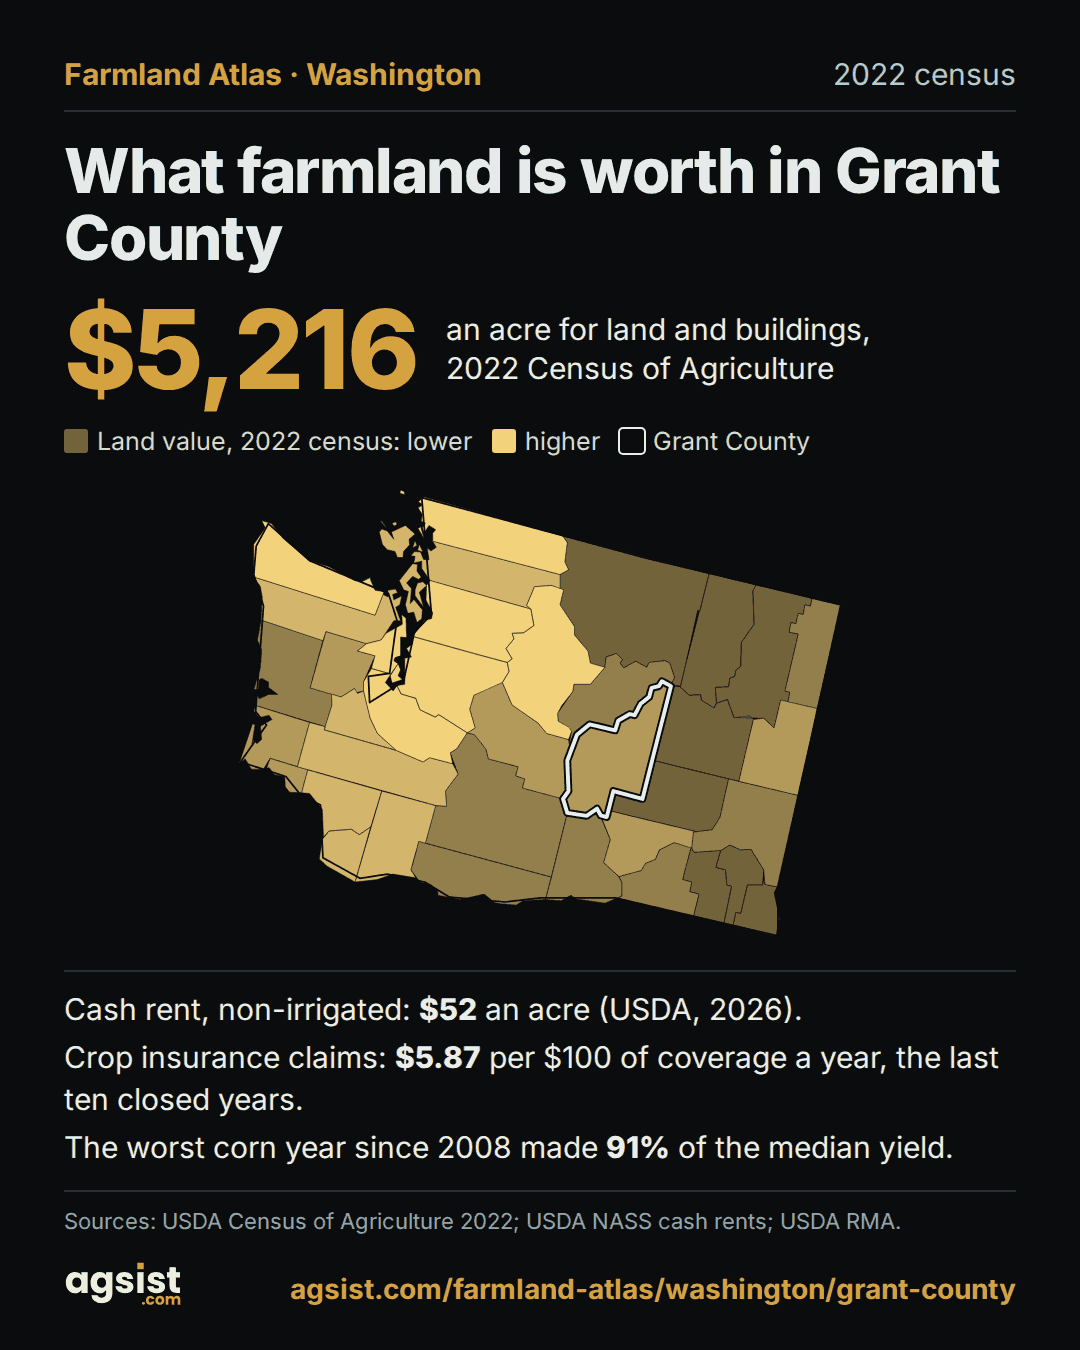 Farmland Atlas · Washington
2022 census
What farmland is worth in Grant
County
$5,216
an acre for land and buildings,
2022 Census of Agriculture
Land value, 2022 census: lower
higher
Grant County
Cash rent, non-irrigated: $52 an acre (USDA, 2026).
Crop insurance claims: $5.87 per $100 of coverage a year, the last
ten closed years.
The worst corn year since 2008 made 91% of the median yield.
Sources: USDA Census of Agriculture 2022; USDA NASS cash rents; USDA RMA.
agsist
.com
agsist.com/farmland-atlas/washington/grant-county